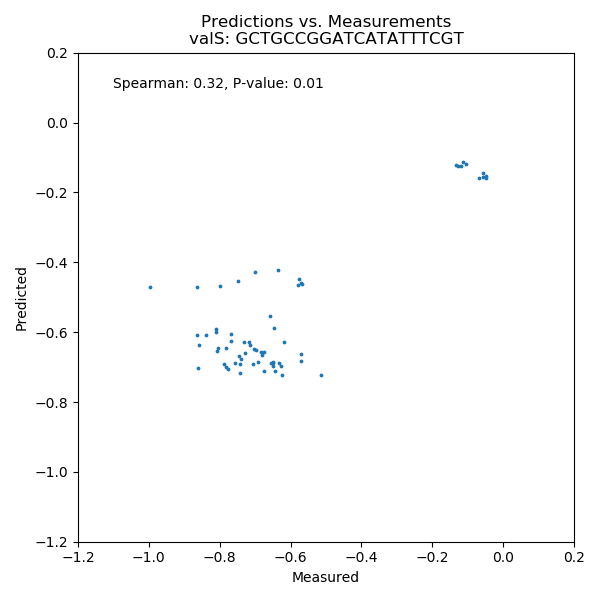 Predictions vs. Measurements
valS: GCTGCCGGATCATATTTCGT
Spearman: 0.32, P-value: 0.01
0.2
0.0
−0.2
−0.4
−0.6
−0.8
−1.0
−1.2
Predicted
−1.2 −1.0 −0.8 −0.6 −0.4 −0.2 0.0 0.2
Measured